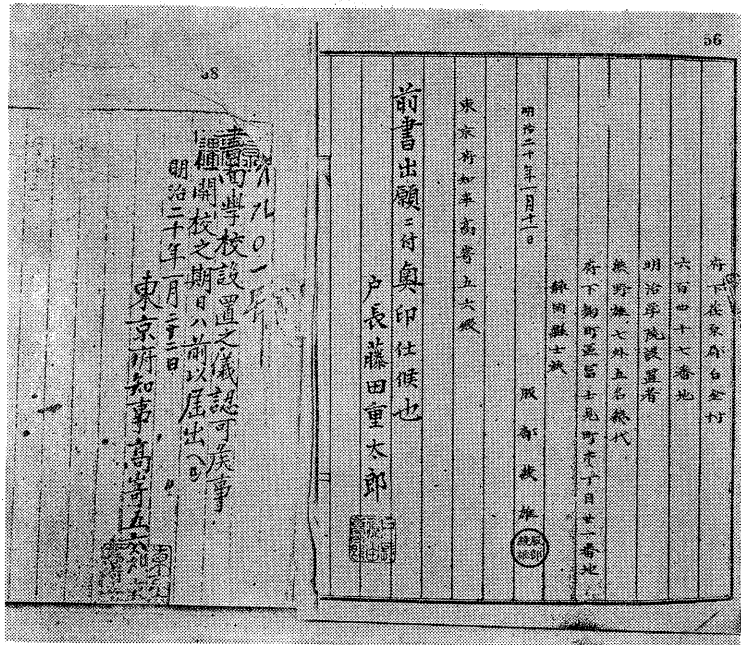 56
府下荏原郡白金村
六百四十七番地
明治学院設置者
熊野雄七外五名総代
府下麹町区富士見町壱丁目廿一番地
静岡縣士族
服部綾雄
明治二十年一月十二日
東京府知事高崎五六殿
前書出願ニ付奥印仕候也
戸長藤田重太郎
58
第九〇一号
書面學校設置之儀認可候事
但開校之期日ハ前以屆出ヘシ
明治二十年一月二十二日
東京府知事高崎五六